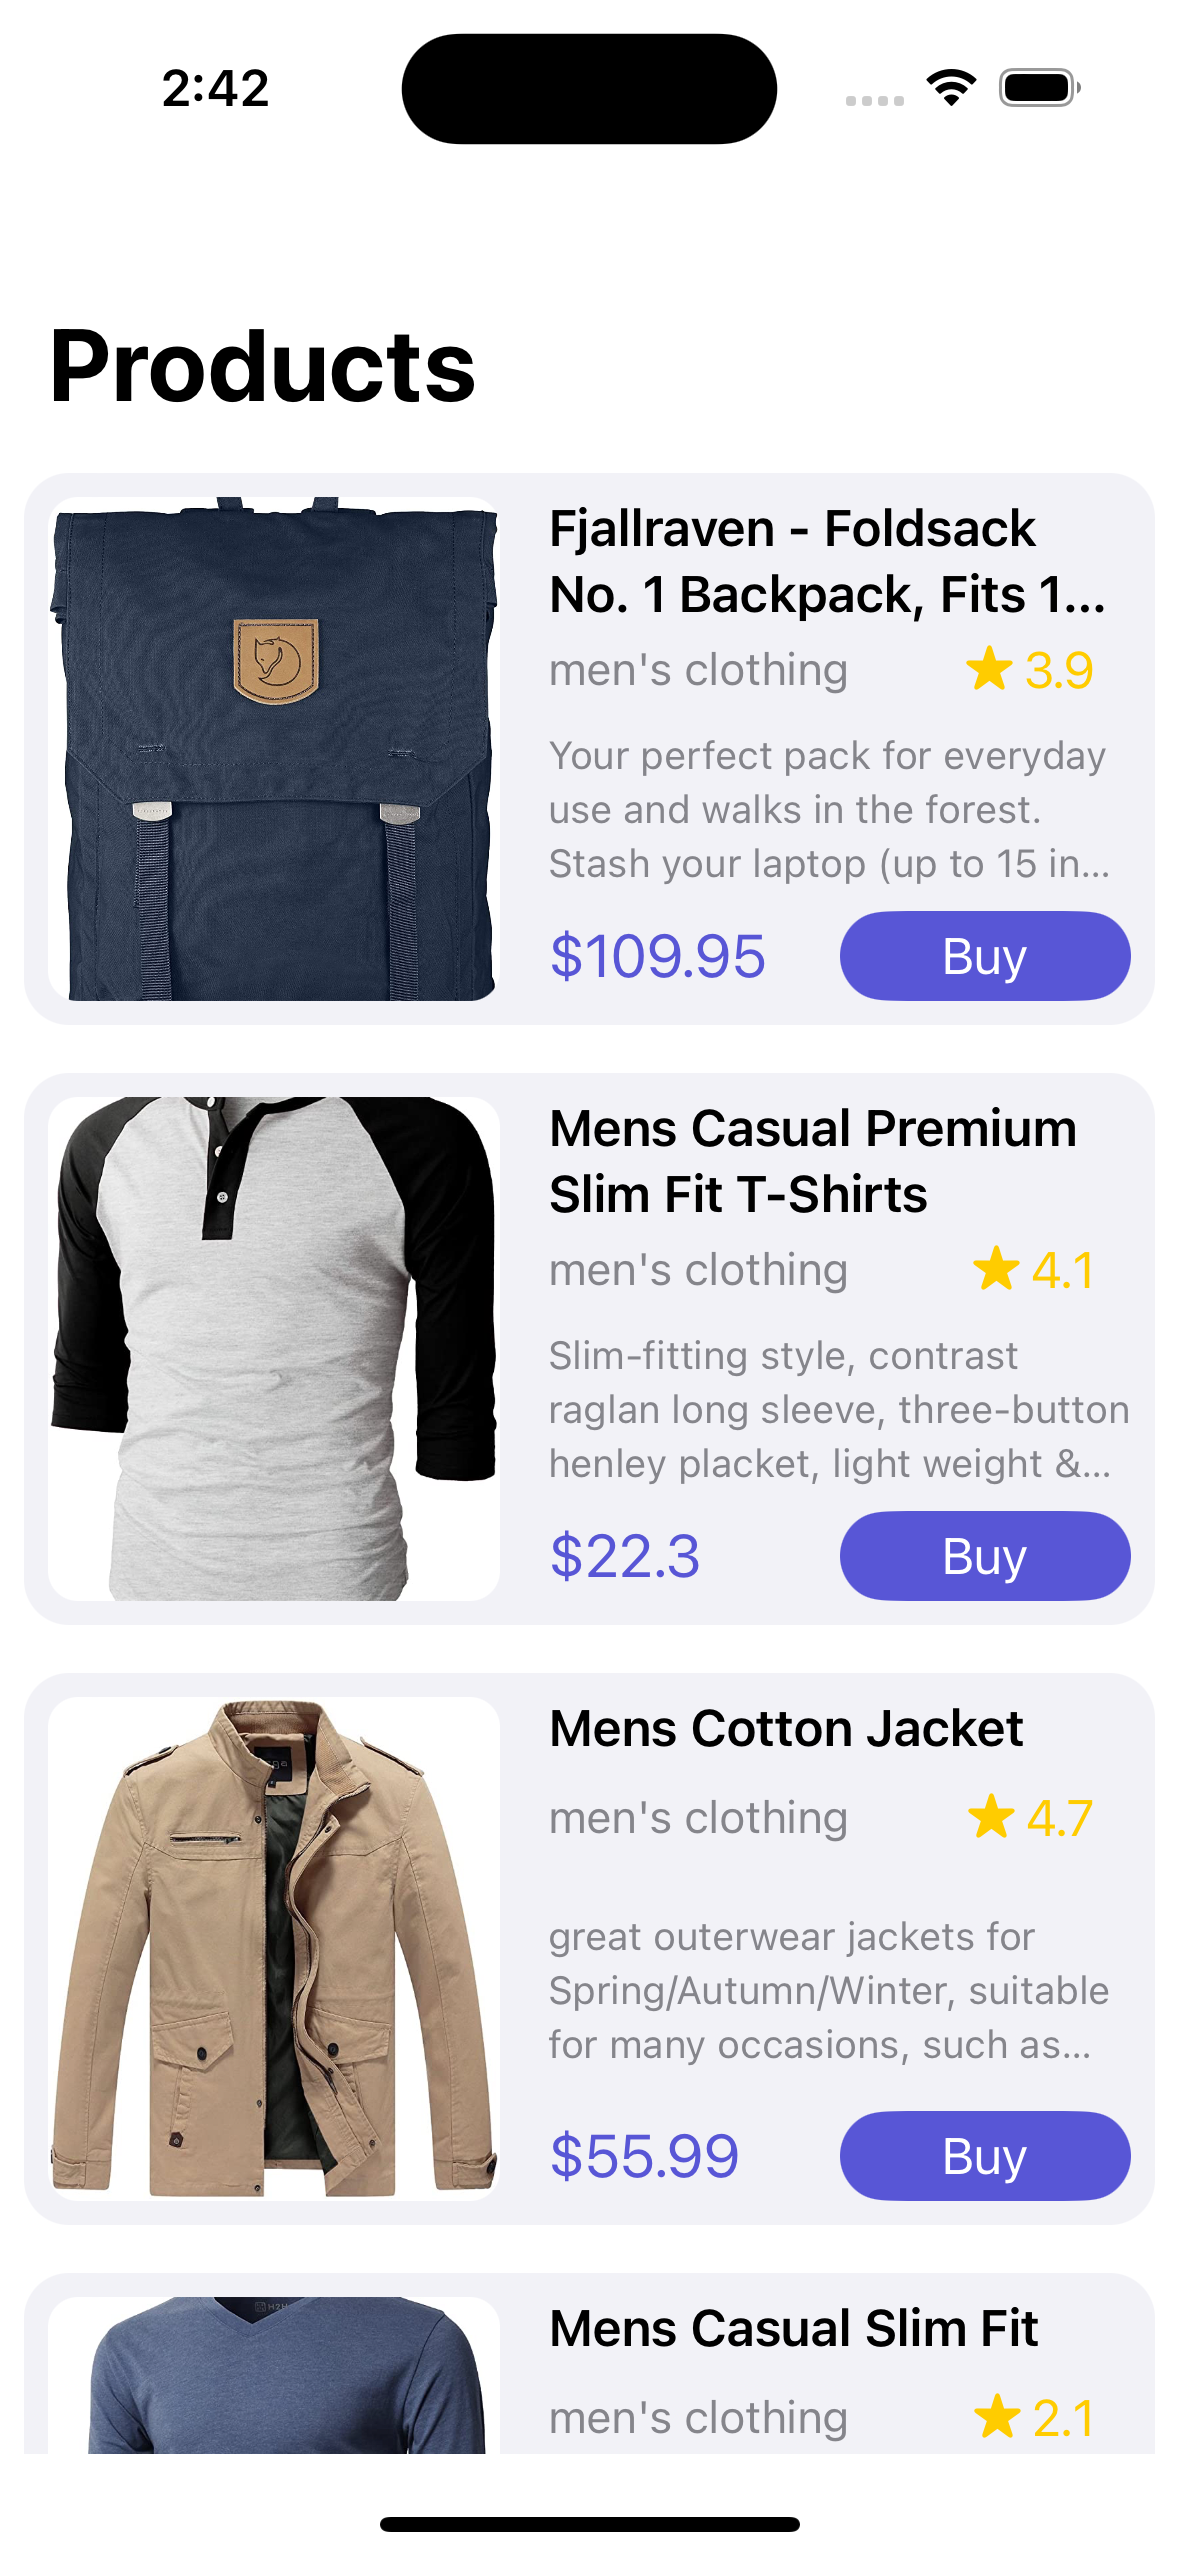 2:42
Products
Fjallraven - Foldsack
No. 1 Backpack, Fits 1...
men's clothing
3.9
Your perfect pack for everyday
use and walks in the forest.
Stash your laptop (up to 15 in...
$109.95
Buy
Mens Casual Premium
Slim Fit T-Shirts
men's clothing
4.1
Slim-fitting style, contrast
raglan long sleeve, three-button
henley placket, light weight &...
$22.3
Buy
Mens Cotton Jacket
men's clothing
4.7
great outerwear jackets for
Spring/Autumn/Winter, suitable
for many occasions, such as...
$55.99
Buy
Mens Casual Slim Fit
men's clothing
2.1